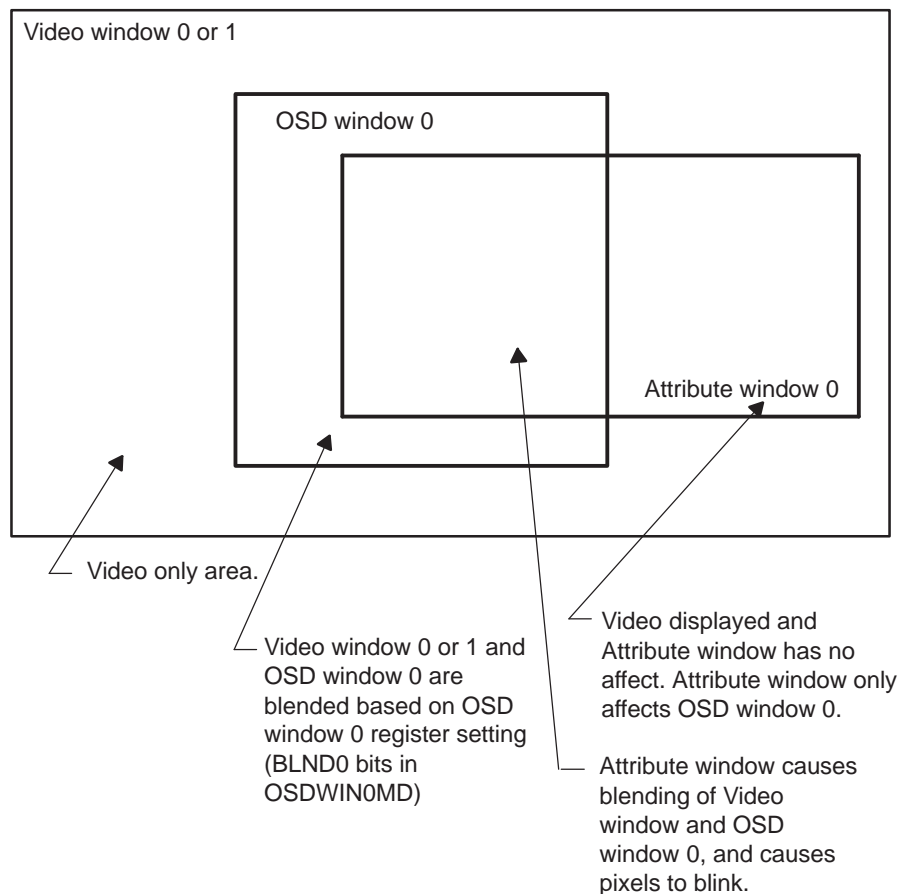 Video window 0 or 1
OSD window 0
Attribute window 0
Video only area.
Video window 0 or 1 and
OSD window 0 are
blended based on OSD
window 0 register setting
(BLND0 bits in
OSDWIN0MD)
Video displayed and
Attribute window has no
affect. Attribute window only
affects OSD window 0.
Attribute window causes
blending of Video
window and OSD
window 0, and causes
pixels to blink.